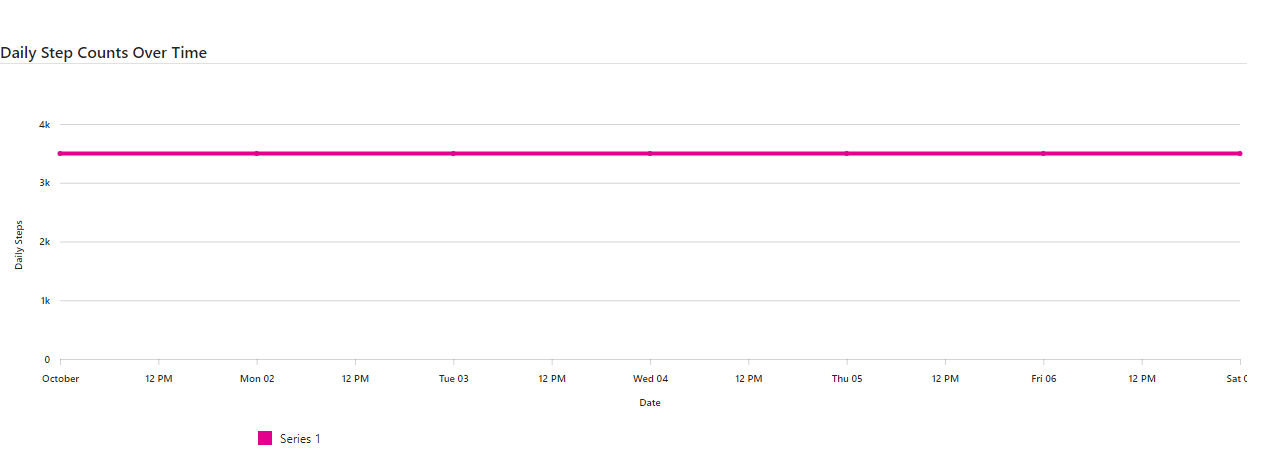 Daily Step Counts Over Time
4k
3k
2k
1k
0
Daily Steps
October 12 PM Mon 02 12 PM Tue 03 12 PM Wed 04 12 PM Thu 05 12 PM Fri 06 12 PM Sat
Date
Series 1